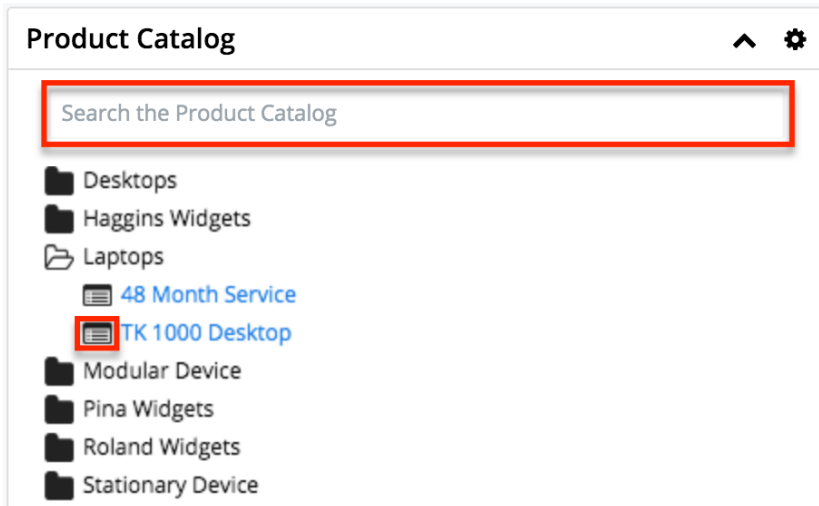 Product Catalog
Search the Product Catalog
Desktops
Haggins Widgets
Laptops
48 Month Service
TK 1000 Desktop
Modular Device
Pina Widgets
Roland Widgets
Stationary Device